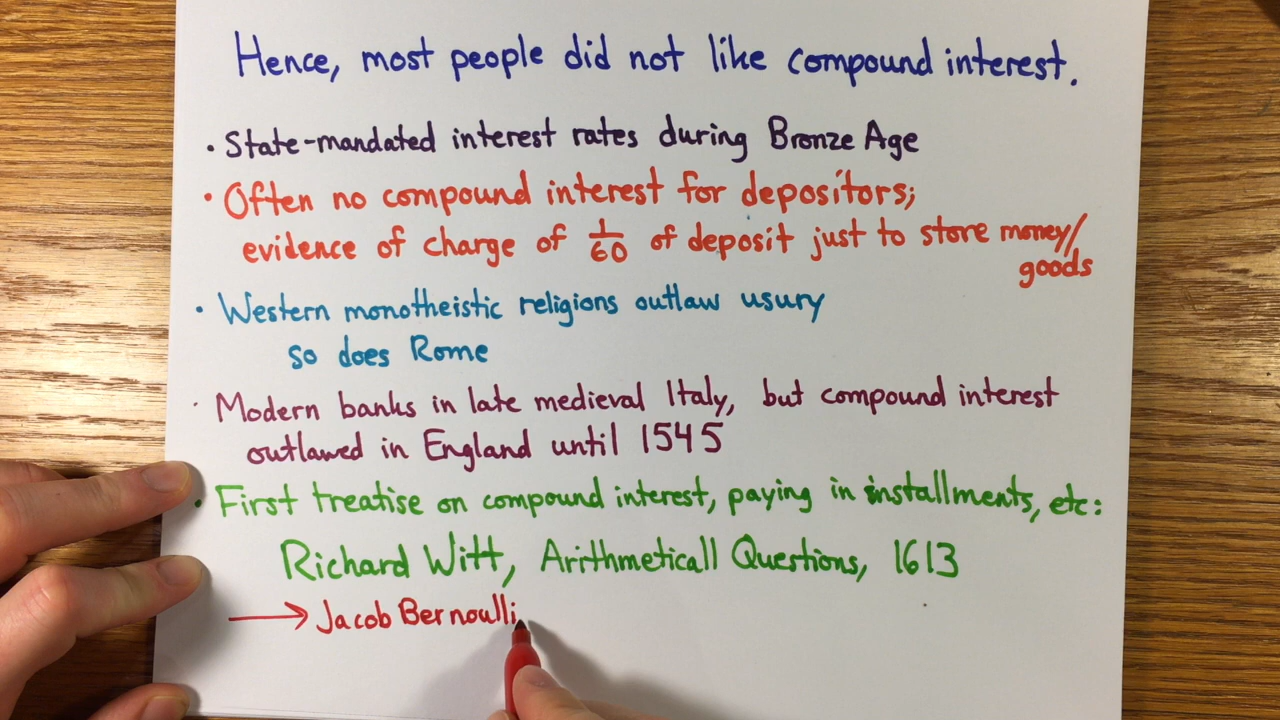 Hence, most people did not like compound interest.
• State-mandated interest rates during Bronze Age
• Often no compound interest for depositors;
evidence of charge of 1/60 of deposit just to store money/
goods
• Western monotheistic religions outlaw usury
so does Rome
• Modern banks in late medieval Italy, but compound interest
outlawed in England until 1545
• First treatise on compound interest, paying in installments, etc:
Richard Witt, Arithmeticall Questions, 1613
→ Jacob Bernoulli